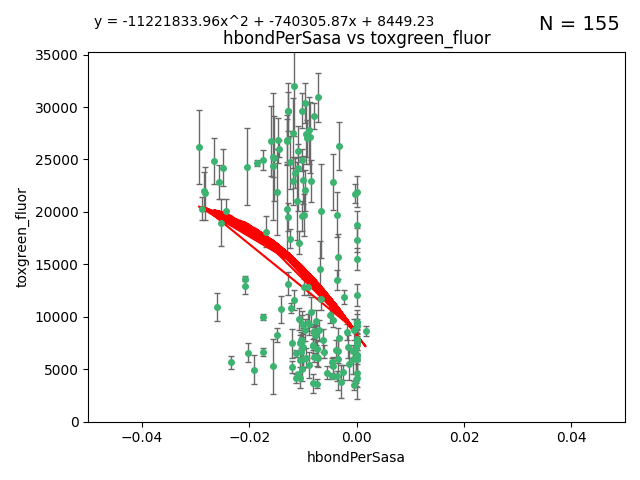 y = -11221833.96x^2 + -740305.87x + 8449.23
N = 155
hbondPerSasa vs toxgreen_fluor
35000
30000
25000
20000
15000
10000
5000
0
toxgreen_fluor
−0.04 −0.02 0.00 0.02 0.04
hbondPerSasa